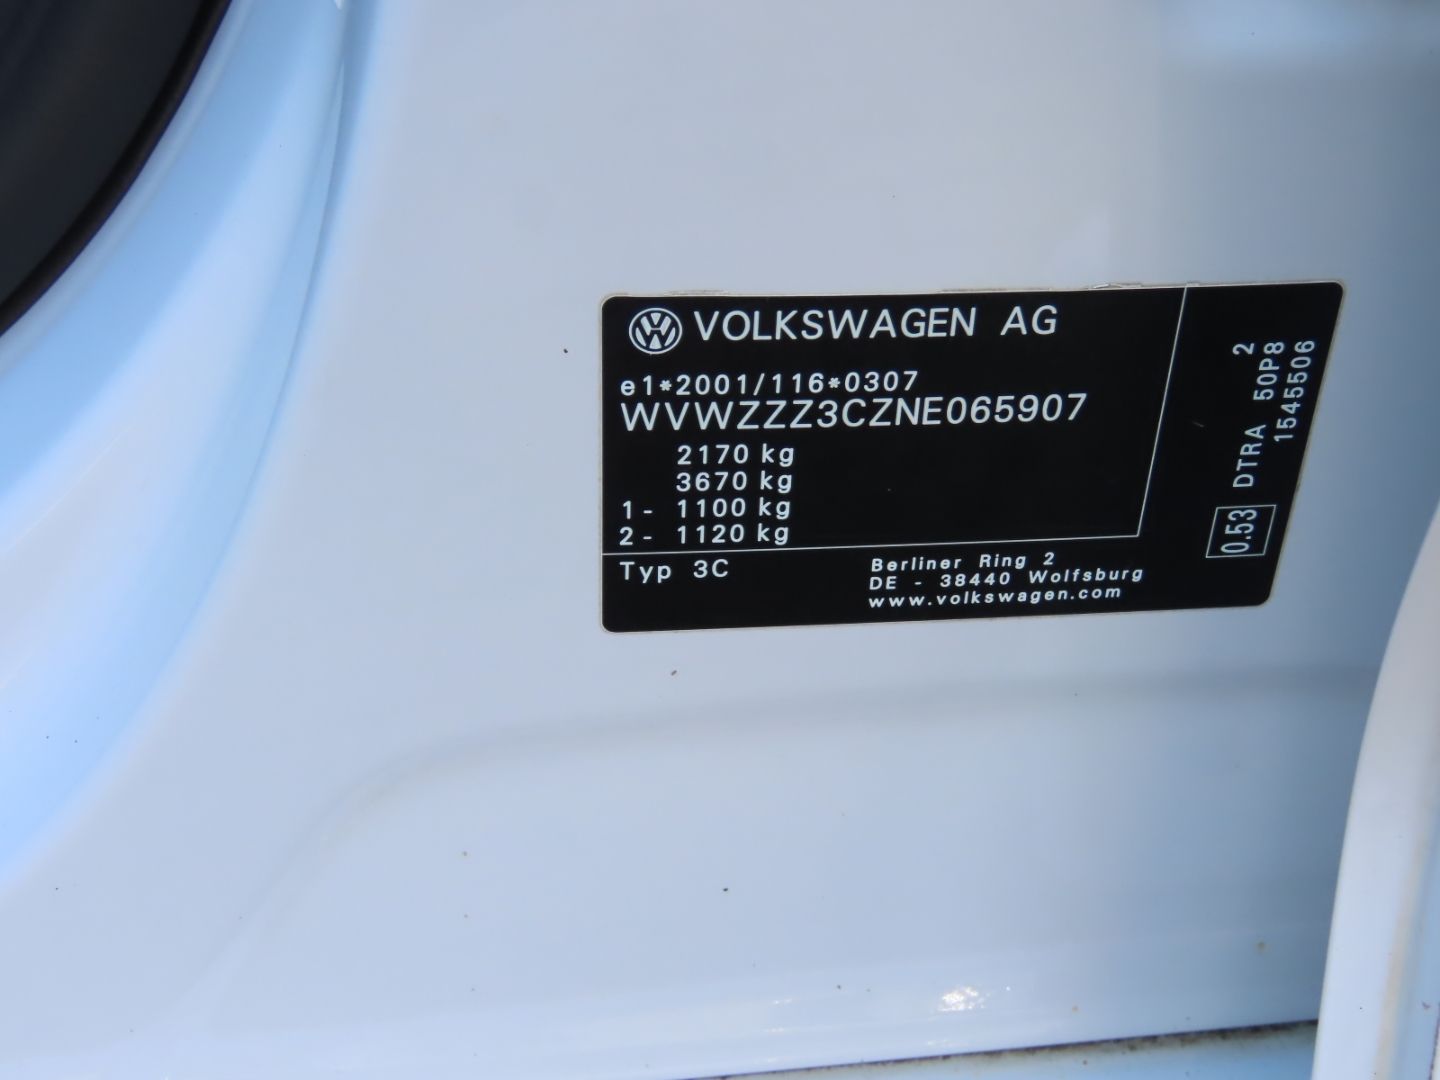 VOLKSWAGEN AG
e1*2001/116*0307
WVWZZZ3CZNE065907
2170 kg
3670 kg
1- 1100 kg
2- 1120 kg
Typ 3C
Berliner Ring 2
DE - 38440 Wolfsburg
www.volkswagen.com
2
DTRA 50P8
1545506
0.53